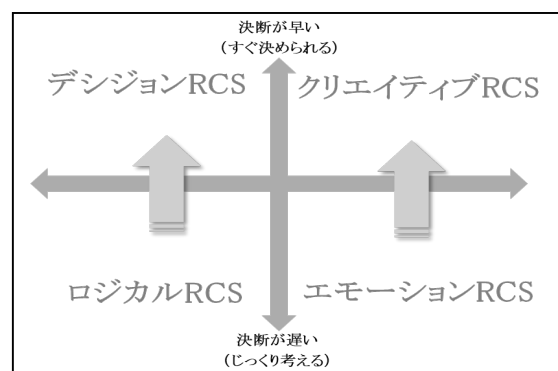 決断が早い
(すぐ決められる)
デシジョンRCS
クリエイティブRCS
ロジカルRCS
エモーションRCS
決断が遅い
(じっくり考える)